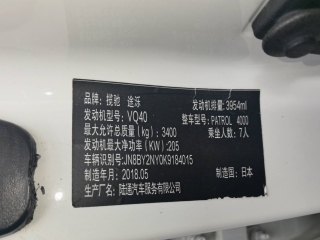 品牌：揽驰 途泺 发动机排量：3954ml
发动机型号：VQ40 整车型号：PATROL 4000
最大允许总质量(kg)：3400 乘坐人数：7人
发动机最大净功率(KW)：205
车辆识别号：JN8BY2NY0K9184015
制造年月：2018.05 制造国：日本
生产厂名：陆通汽车服务有限公司